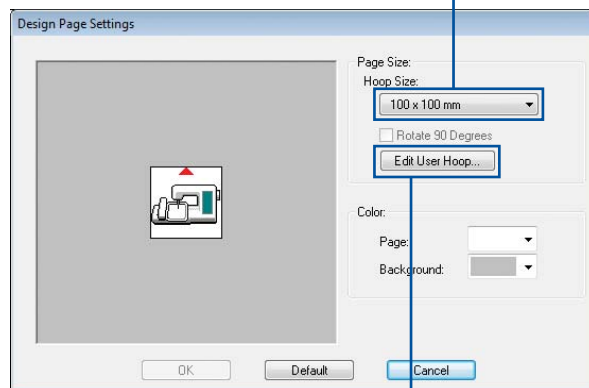 Design Page Settings
Page Size:
Hoop Size:
100 x 100 mm
Rotate 90 Degrees
Edit User Hoop...
Color:
Page:
Background:
OK
Default
Cancel